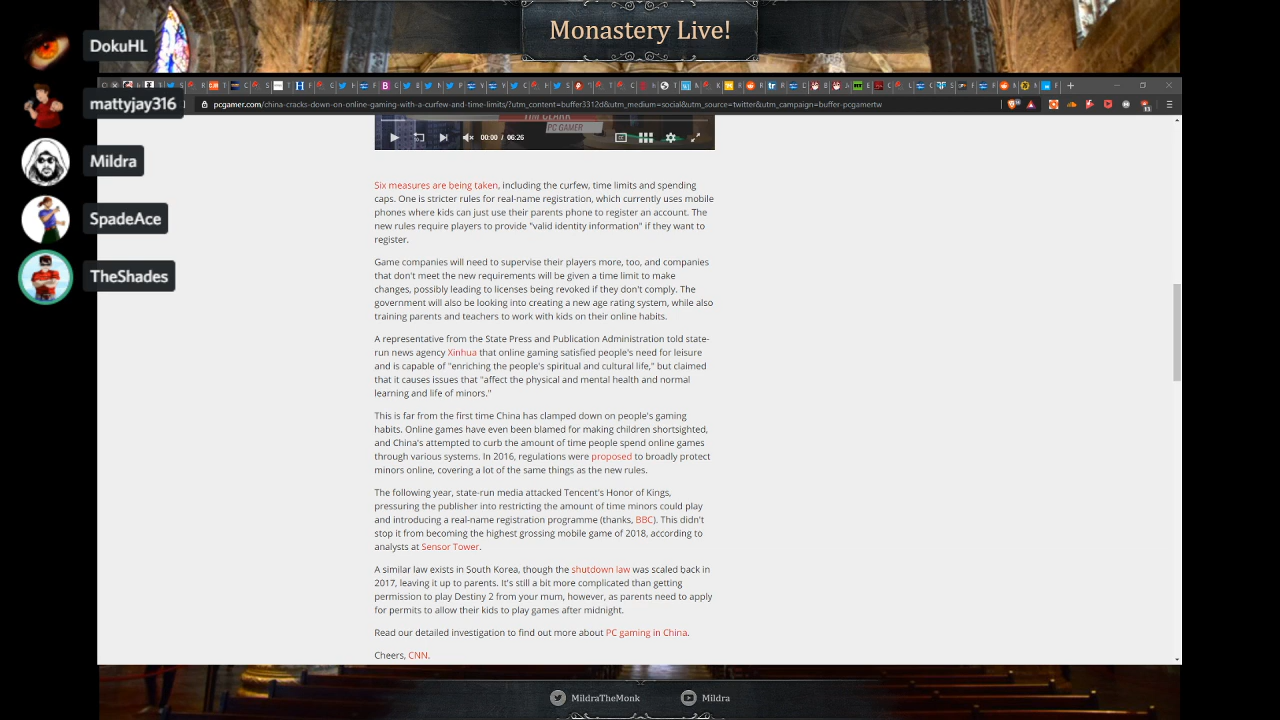 Monastery Live!
DokuHL
mattyjay316
Mildra
SpadeAce
TheShades
pcgamer.com/china-cracks-down-on-online-gaming-with-a-curfew-and-time-limits/?utm_content=buffer3312d&utm_medium=social&utm_source=twitter&utm_campaign=buffer-pcgamertw
TIM CLARK
PC GAMER
00:00 / 06:26
Six measures are being taken, including the curfew, time limits and spending
caps. One is stricter rules for real-name registration, which currently uses mobile
phones where kids can just use their parents phone to register an account. The
new rules require players to provide "valid identity information" if they want to
register.
Game companies will need to supervise their players more, too, and companies
that don't meet the new requirements will be given a time limit to make
changes, possibly leading to licenses being revoked if they don't comply. The
government will also be looking into creating a new age rating system, while also
training parents and teachers to work with kids on their online habits.
A representative from the State Press and Publication Administration told state-
run news agency Xinhua that online gaming satisfied people's need for leisure
and is capable of "enriching the people's spiritual and cultural life," but claimed
that it causes issues that "affect the physical and mental health and normal
learning and life of minors."
This is far from the first time China has clamped down on people's gaming
habits. Online games have even been blamed for making children shortsighted,
and China's attempted to curb the amount of time people spend online games
through various systems. In 2016, regulations were proposed to broadly protect
minors online, covering a lot of the same things as the new rules.
The following year, state-run media attacked Tencent's Honor of Kings,
pressuring the publisher into restricting the amount of time minors could play
and introducing a real-name registration programme (thanks, BBC). This didn't
stop it from becoming the highest grossing mobile game of 2018, according to
analysts at Sensor Tower.
A similar law exists in South Korea, though the shutdown law was scaled back in
2017, leaving it up to parents. It's still a bit more complicated than getting
permission to play Destiny 2 from your mum, however, as parents need to apply
for permits to allow their kids to play games after midnight.
Read our detailed investigation to find out more about PC gaming in China.
Cheers, CNN.
MildraTheMonk
Mildra